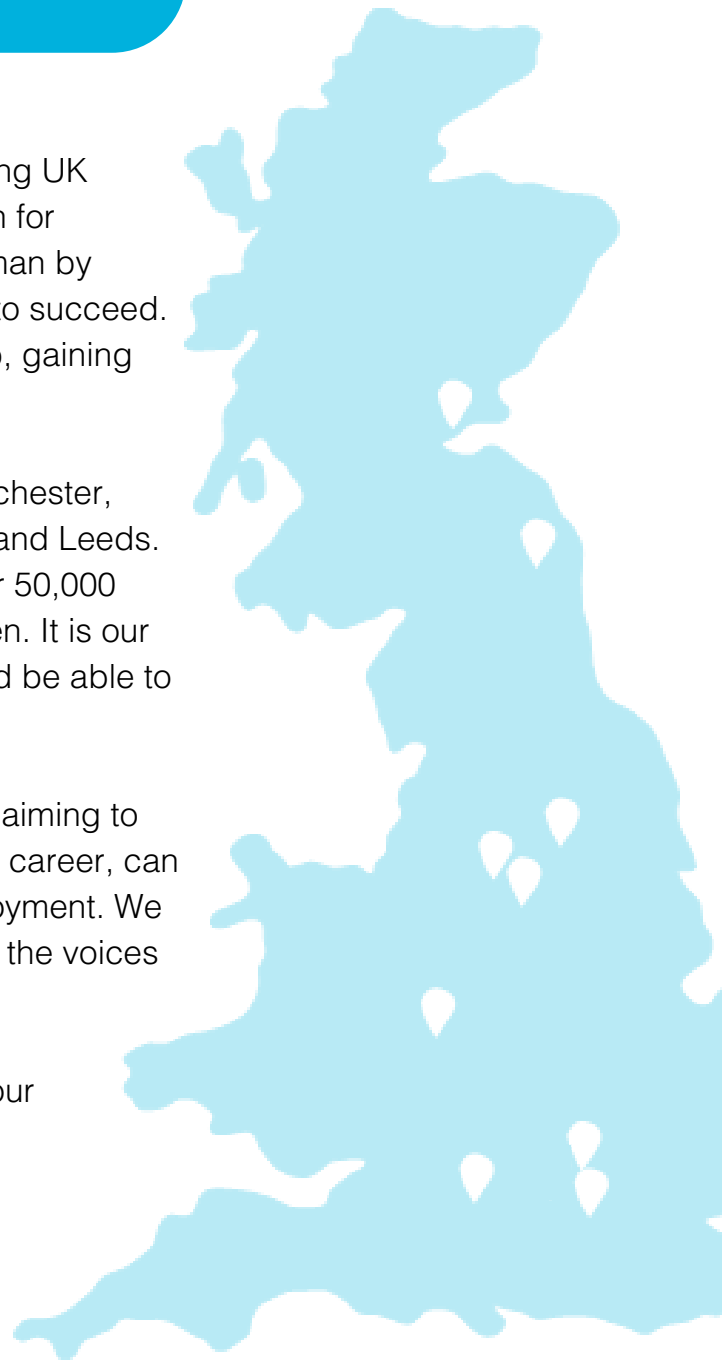 ng UK
for
by
to succeed.
, gaining
chester,
and Leeds.
50,000
en. It is our
be able to
aiming to
career, can
oyment. We
the voices
our